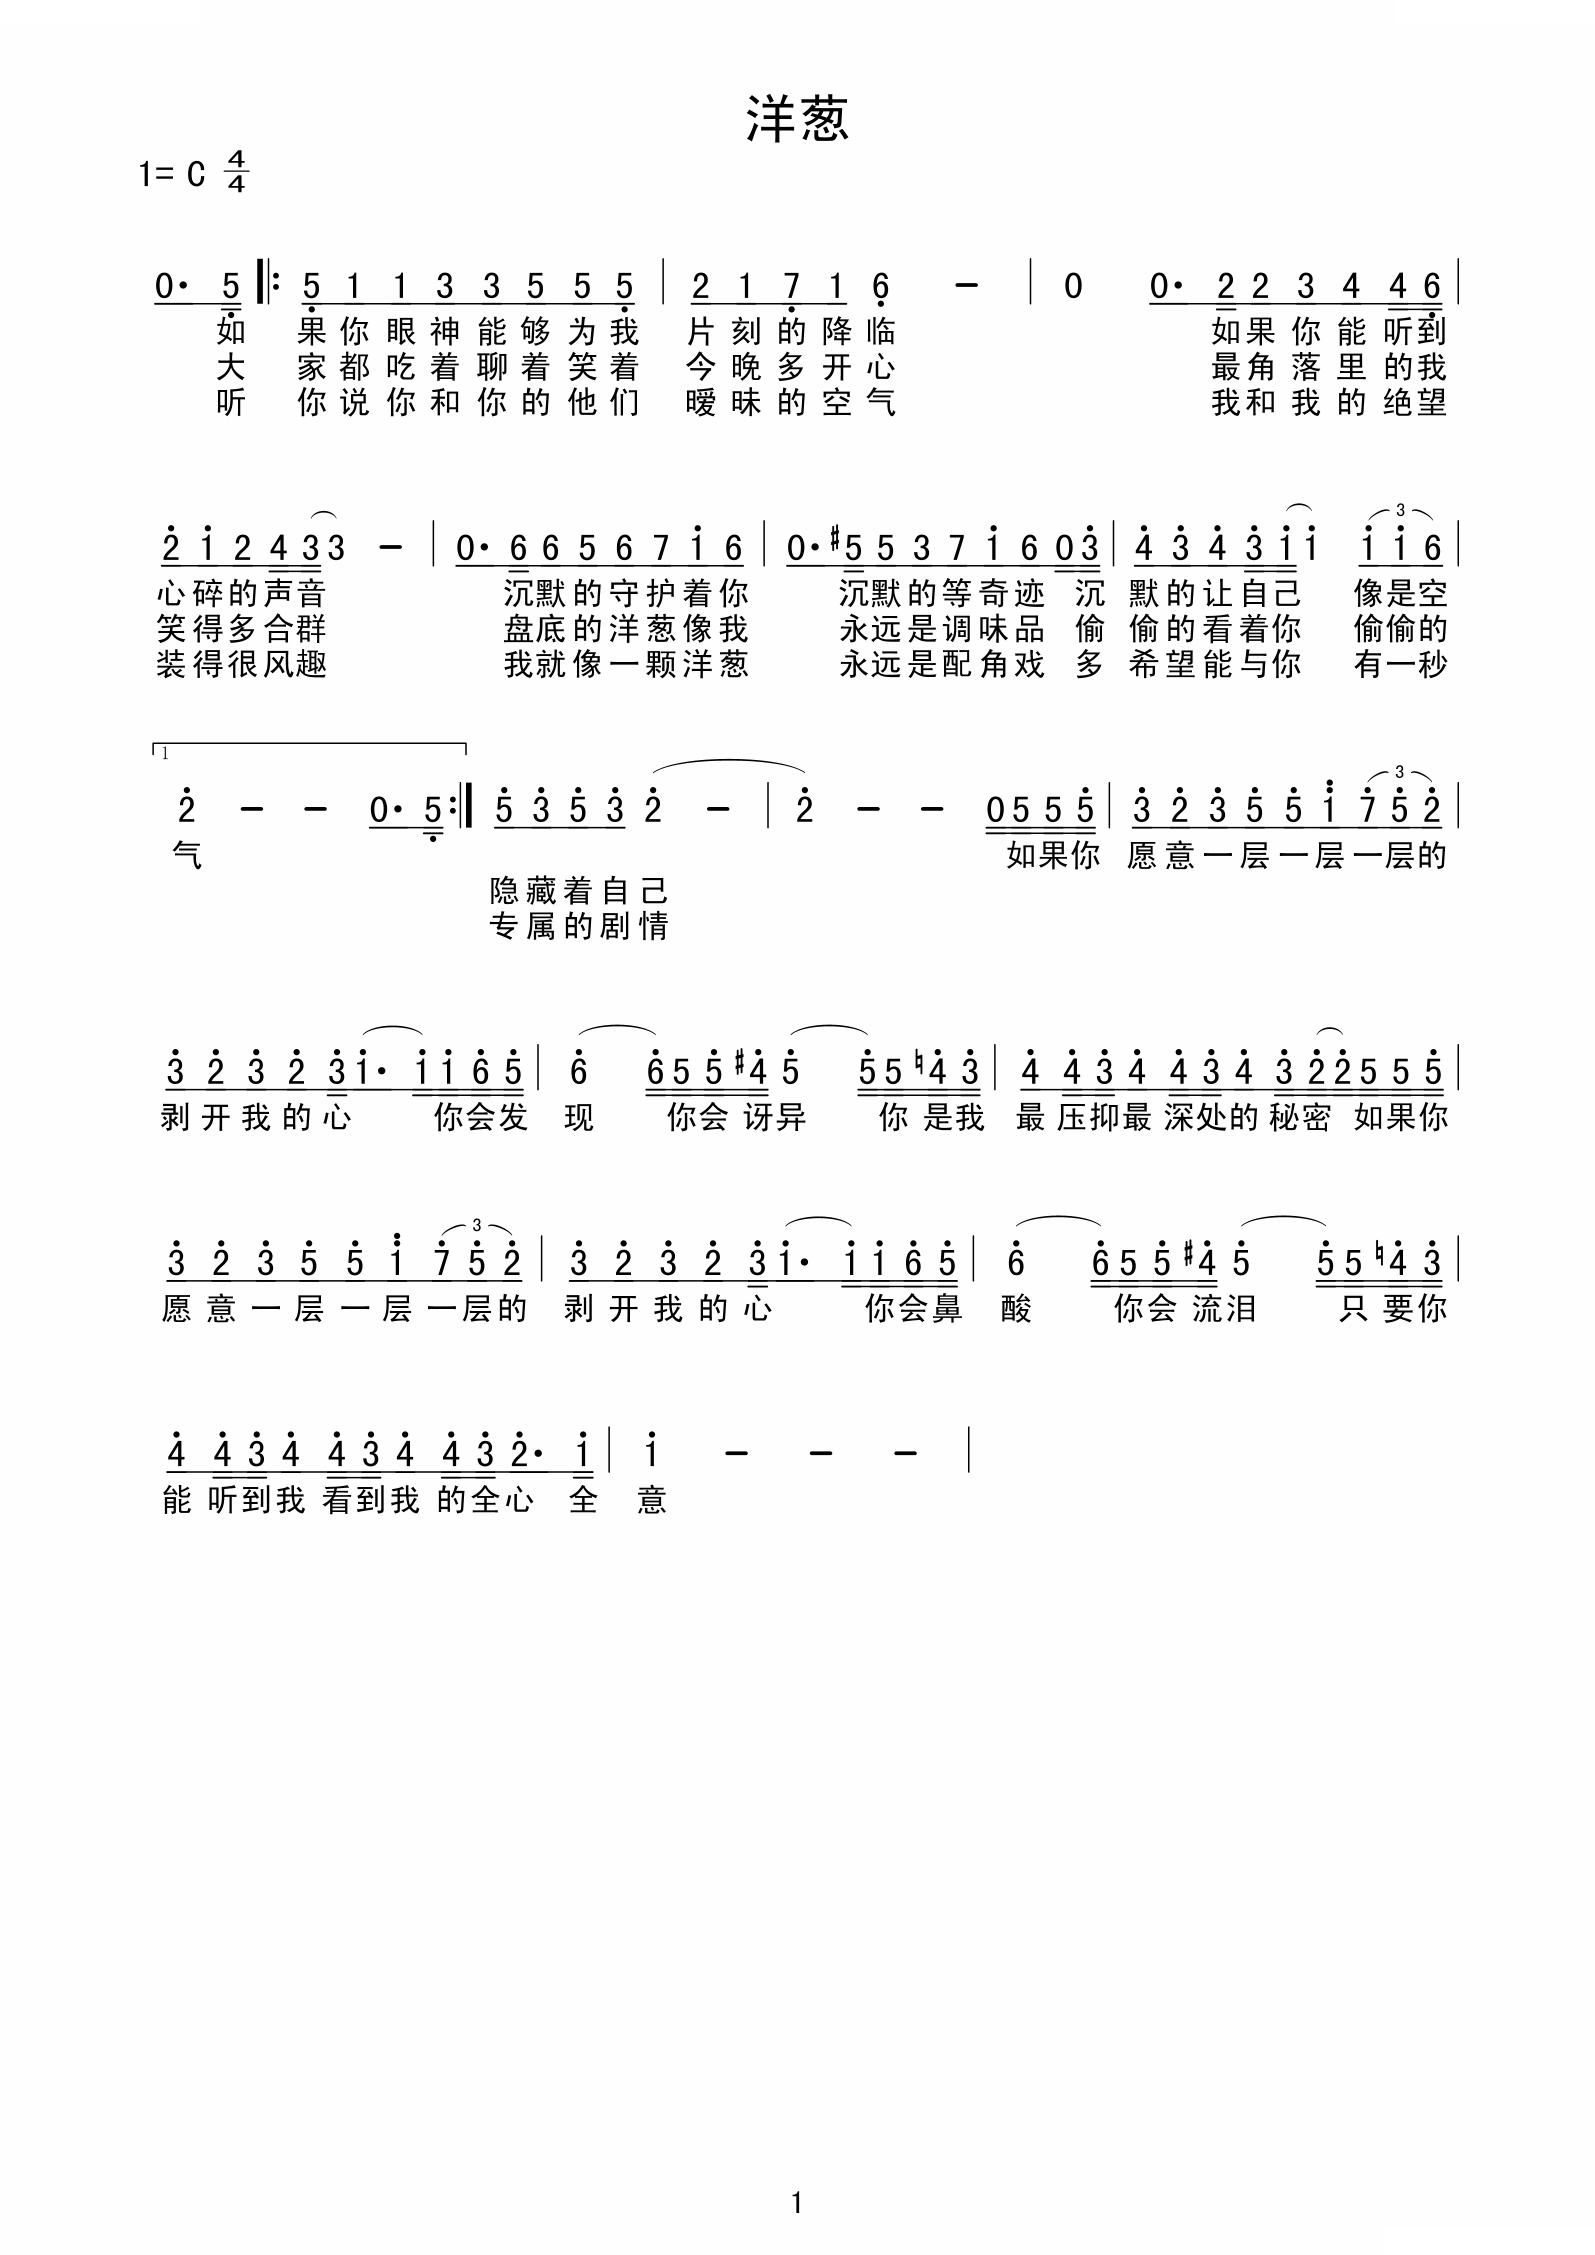 洋葱
1= C 4/4
0· 5 5 1 1 3 3 5 5 5 | 2 1 7 1 6 - | 0 0· 2 2 3 4 4 6 |
如 果你眼神能够为我 片刻的降临 如果你能听到
大 家都吃着聊着笑着 今晚多开心 最角落里的我
听 你说你和你的他们 暧昧的空气 我和我的绝望
2 1 2 4 3 3 - | 0· 6 6 5 6 7 1 6 | 0· #5 5 3 7 1 6 0 3 | 4 3 4 3 1 1 3 1 1 6 |
心碎的声音 沉默的守护着你 沉默的等奇迹 沉 默的让自己 像是空
笑得多合群 盘底的洋葱像我 永远是调味品 偷 偷的看着你 偷偷的
装得很风趣 我就像一颗洋葱 永远是配角戏 多 希望能与你 有一秒
1
2 - - 0· 5 5 3 5 3 2 - | 2 - - 0 5 5 5 | 3 2 3 5 5 1 3 7 5 2 |
气 如果你 愿意一层一层一层的
隐藏着自己
专属的剧情
3 2 3 2 3 1· 1 1 6 5 | 6 6 5 5 #4 5 5 5 ♮4 3 | 4 4 3 4 4 3 4 3 2 2 5 5 5 |
剥开我的心 你会发 现 你会讶异 你是我 最压抑最深处的秘密 如果你
3 2 3 5 5 1 3 7 5 2 | 3 2 3 2 3 1· 1 1 6 5 | 6 6 5 5 #4 5 5 5 ♮4 3 |
愿意一层一层一层的 剥开我的心 你会鼻 酸 你会流泪 只要你
4 4 3 4 4 3 4 4 3 2· 1 | 1 - - - |
能听到我看到我的全心全 意
1